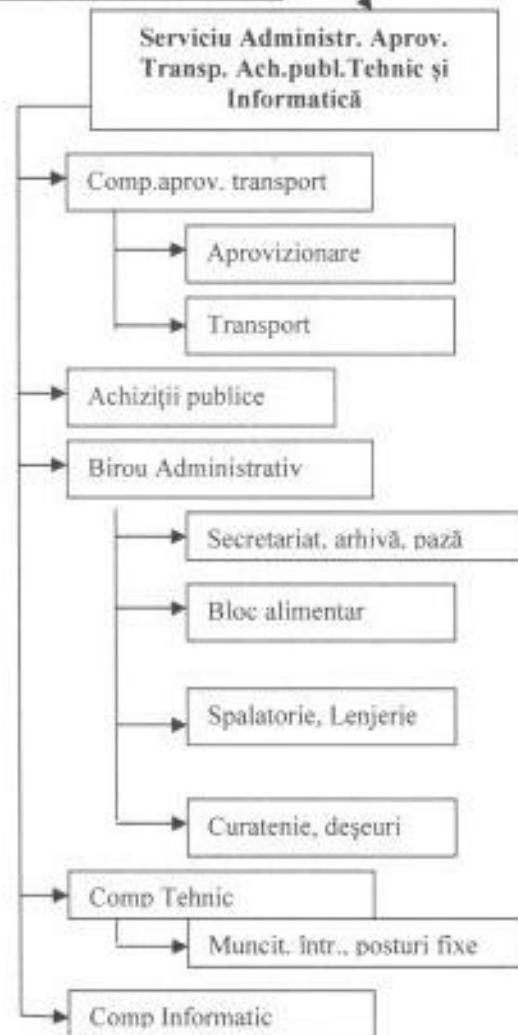 Serviciu Administr. Aprov.
Transp. Ach.publ.Tehnic și
Informatică
Comp.aprov. transport
Aprovizionare
Transport
Achiziţii publice
Birou Administrativ
Secretariat, arhivă, pază
Bloc alimentar
Spalatorie, Lenjerie
Curatenie, deşeuri
Comp Tehnic
Muncit. într., posturi fixe
Comp Informatic